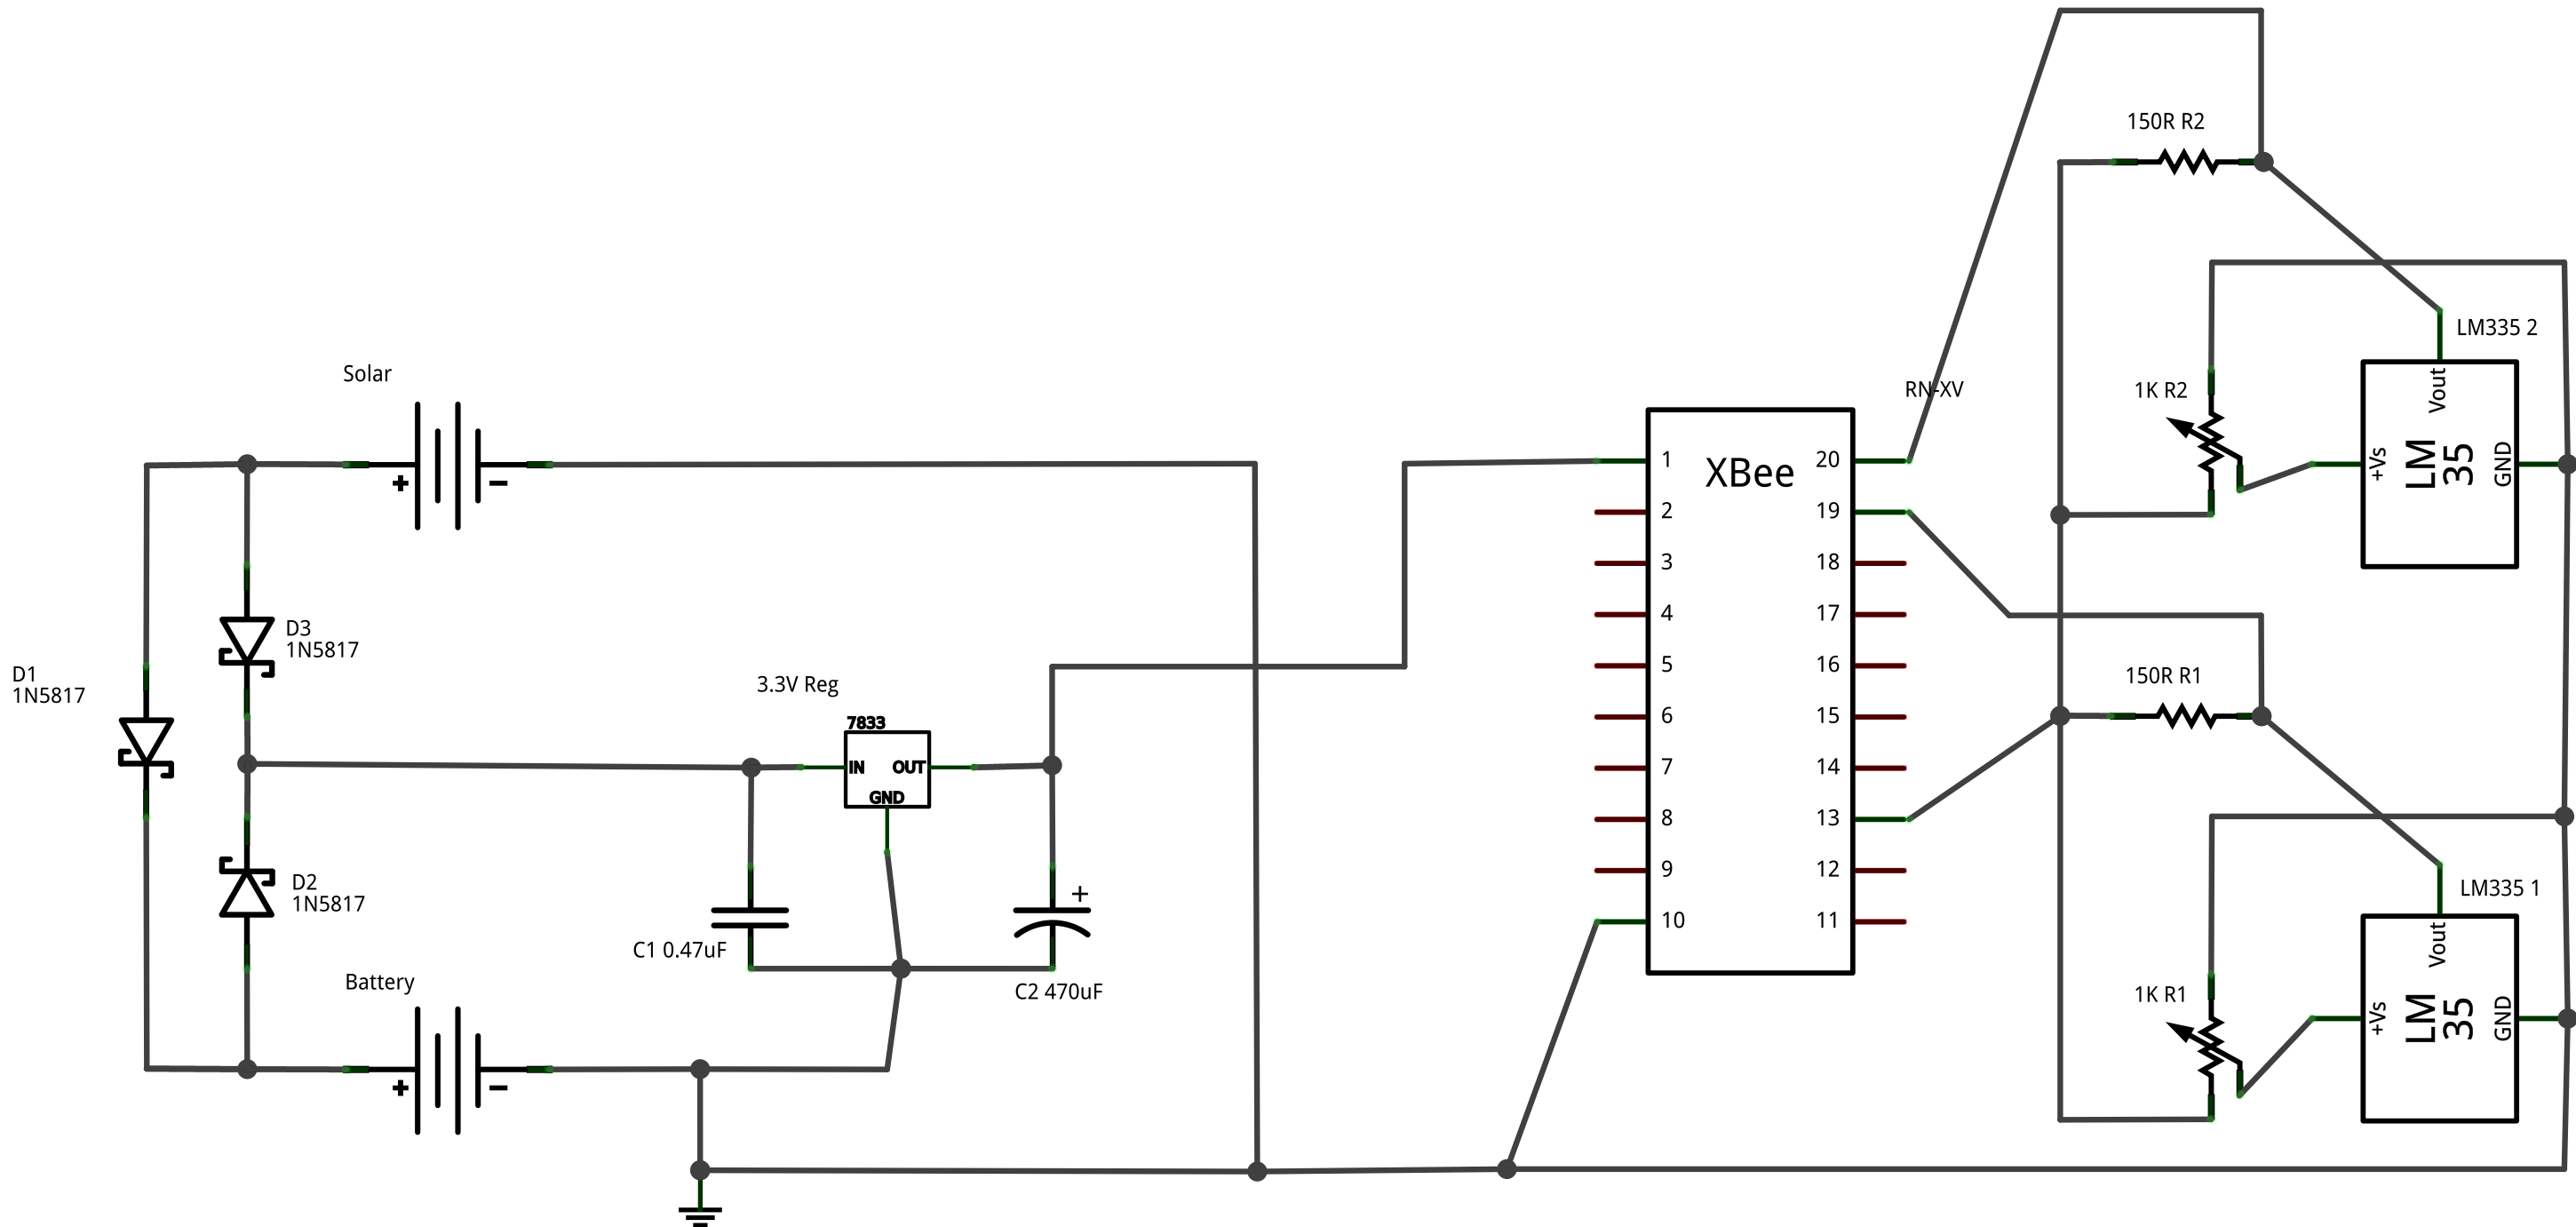 150R R2
LM335 2
Solar
+
-
RN-XV
1K R2
Vout
+Vs
LM
35
GND
XBee
1
2
3
4
5
6
7
8
9
10
20
19
18
17
16
15
14
13
12
11
D3
1N5817
D1
1N5817
3.3V Reg
7833
IN
OUT
GND
150R R1
D2
1N5817
+
C1 0.47uF
C2 470uF
Battery
+
-
LM335 1
1K R1
Vout
+Vs
LM
35
GND